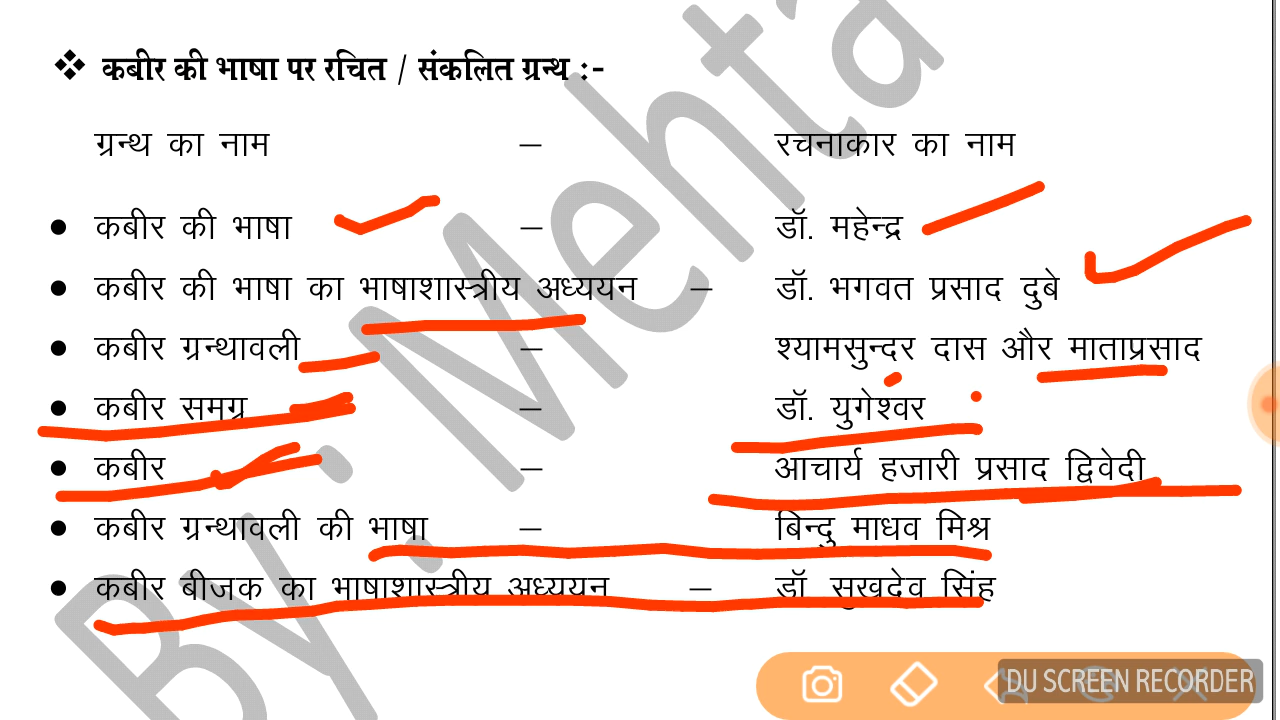 ❖ कबीर की भाषा पर रचित / संकलित ग्रन्थ :-
ग्रन्थ का नाम – रचनाकार का नाम
• कबीर की भाषा – डॉ. महेन्द्र
• कबीर की भाषा का भाषाशास्त्रीय अध्ययन – डॉ. भगवत प्रसाद दुबे
• कबीर ग्रन्थावली – श्यामसुन्दर दास और माताप्रसाद
• कबीर समग्र – डॉ. युगेश्वर
• कबीर – आचार्य हजारी प्रसाद द्विवेदी
• कबीर ग्रन्थावली की भाषा – बिन्दु माधव मिश्र
• कबीर बीजक का भाषाशास्त्रीय अध्ययन – डॉ सुखदेव सिंह
By : Mehta
DU SCREEN RECORDER